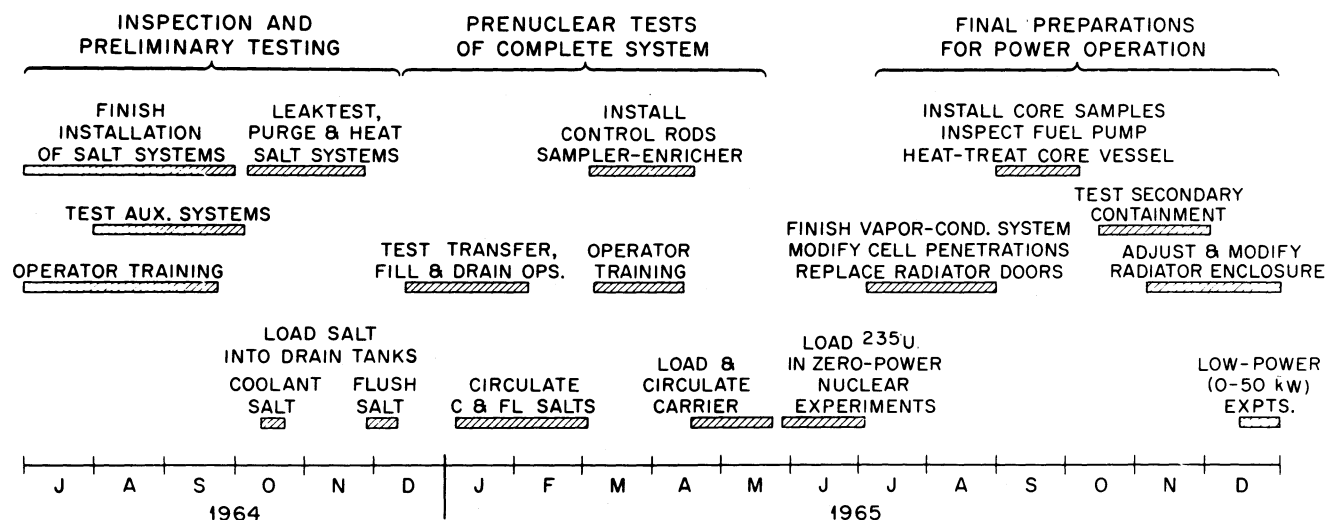 INSPECTION AND
PRELIMINARY TESTING
PRENUCLEAR TESTS
OF COMPLETE SYSTEM
FINAL PREPARATIONS
FOR POWER OPERATION
FINISH
INSTALLATION
OF SALT SYSTEMS
LEAKTEST,
PURGE & HEAT
SALT SYSTEMS
INSTALL
CONTROL RODS
SAMPLER-ENRICHER
INSTALL CORE SAMPLES
INSPECT FUEL PUMP
HEAT-TREAT CORE VESSEL
TEST AUX. SYSTEMS
TEST SECONDARY
CONTAINMENT
OPERATOR TRAINING
TEST TRANSFER,
FILL & DRAIN OPS.
OPERATOR
TRAINING
FINISH VAPOR-COND. SYSTEM
MODIFY CELL PENETRATIONS
REPLACE RADIATOR DOORS
ADJUST & MODIFY
RADIATOR ENCLOSURE
LOAD SALT
INTO DRAIN TANKS
COOLANT
SALT
FLUSH
SALT
CIRCULATE
C & FL SALTS
LOAD &
CIRCULATE
CARRIER
LOAD 235U.
IN ZERO-POWER
NUCLEAR
EXPERIMENTS
LOW-POWER
(0-50 kW)
EXPTS.
J A S O N D J F M A M J J A S O N D
1964 1965